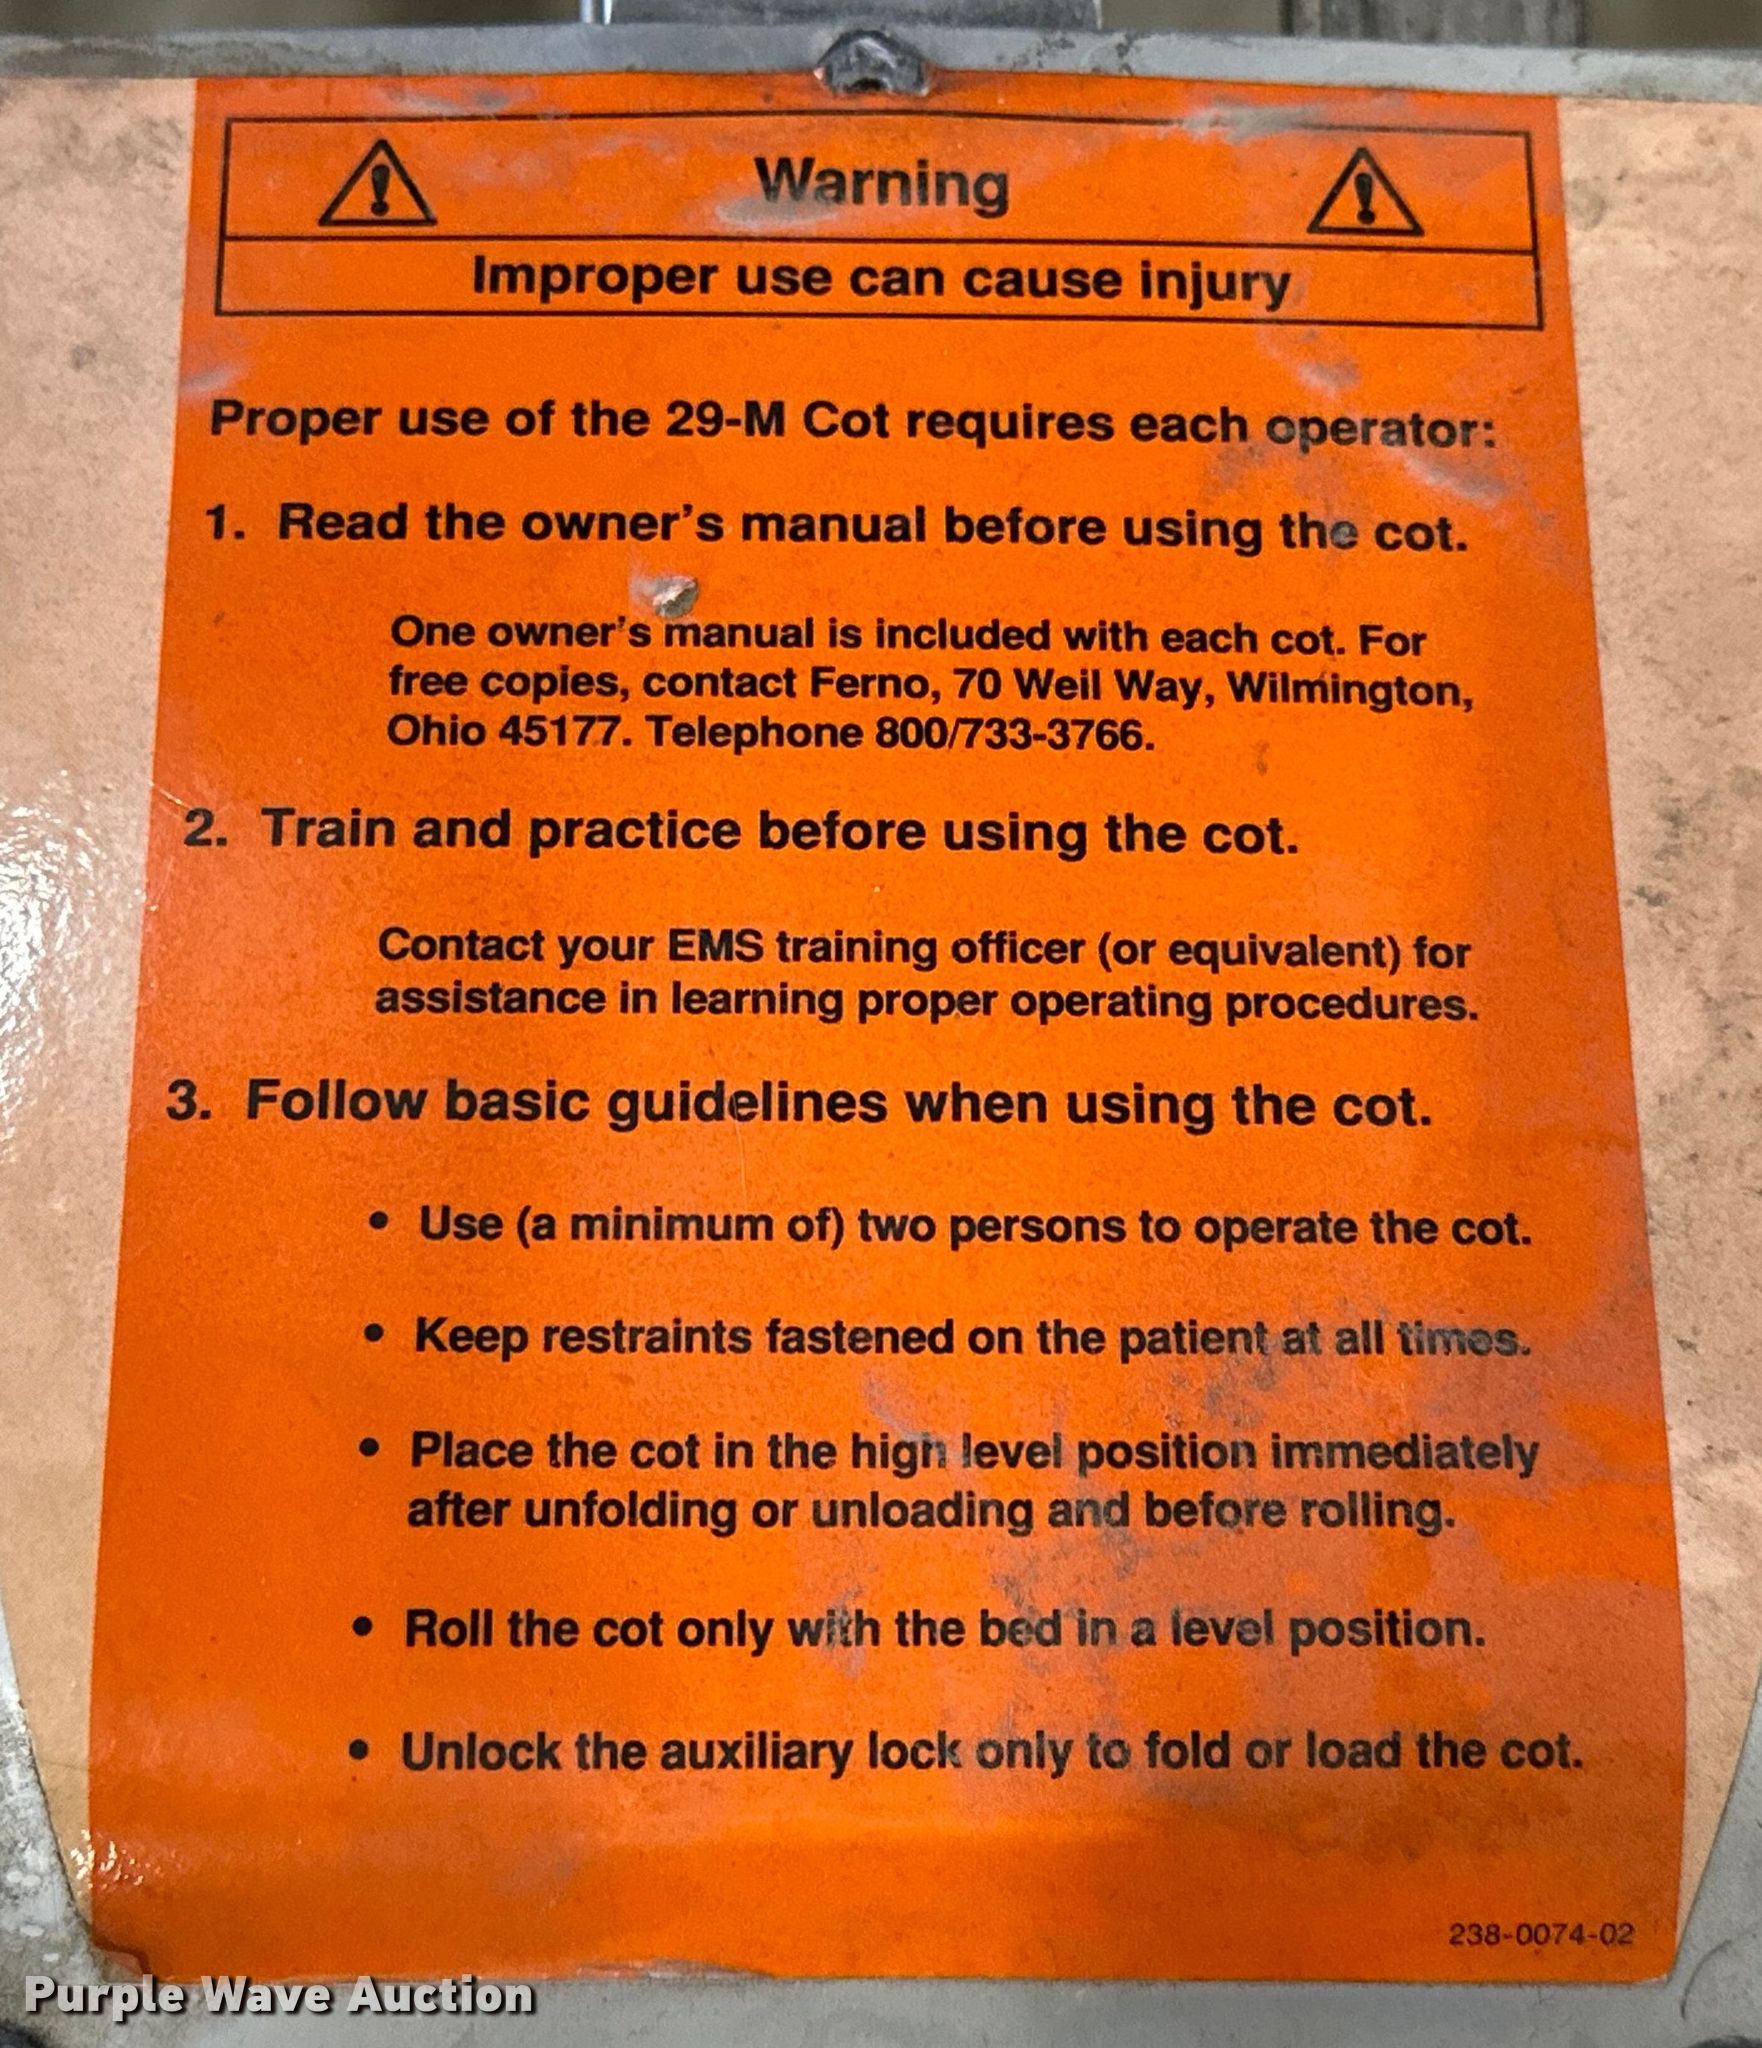 Warning
Improper use can cause injury
Proper use of the 29-M Cot requires each operator:
1. Read the owner's manual before using the cot.
One owner's manual is included with each cot. For
free copies, contact Ferno, 70 Weil Way, Wilmington,
Ohio 45177. Telephone 800/733-3766.
2. Train and practice before using the cot.
Contact your EMS training officer (or equivalent) for
assistance in learning proper operating procedures.
3. Follow basic guidelines when using the cot.
• Use (a minimum of) two persons to operate the cot.
• Keep restraints fastened on the patient at all times.
• Place the cot in the high level position immediately
after unfolding or unloading and before rolling.
• Roll the cot only with the bed in a level position.
• Unlock the auxiliary lock only to fold or load the cot.
238-0074-02
Purple Wave Auction